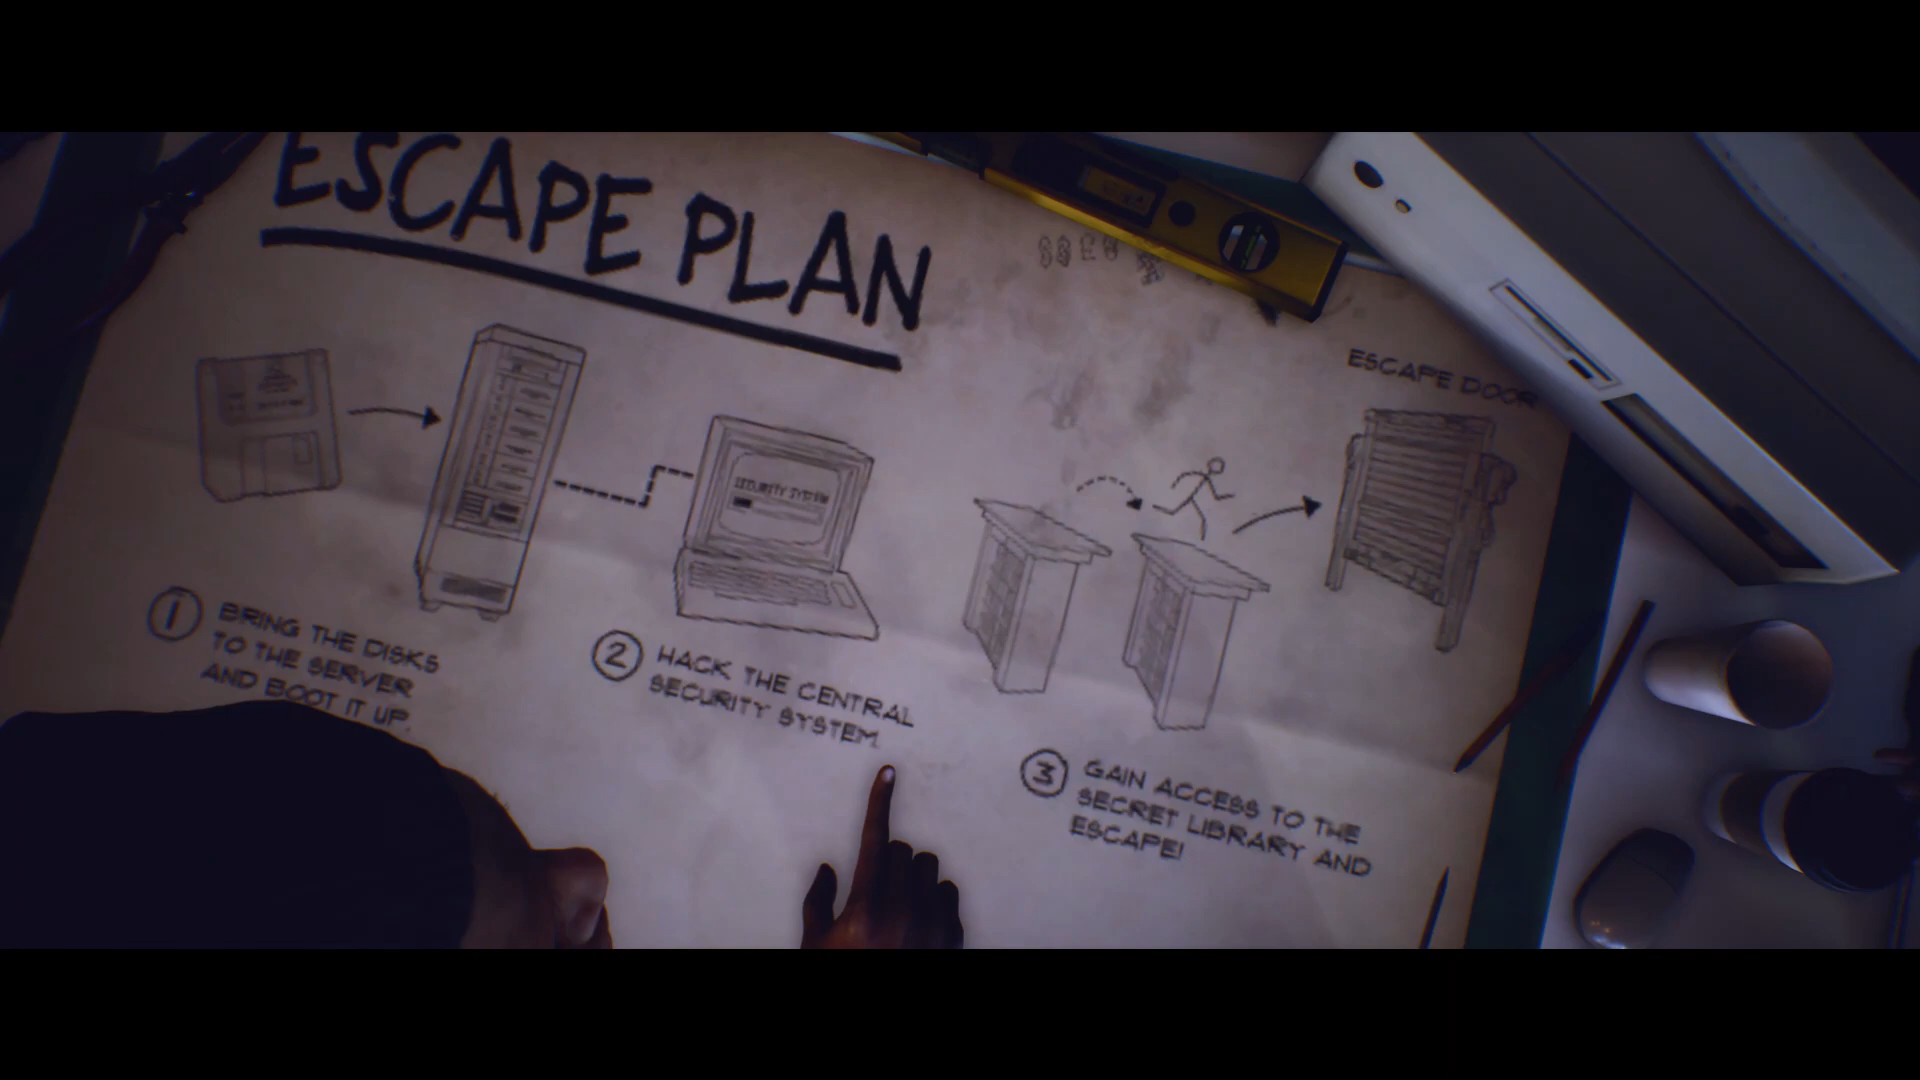 ESCAPE PLAN
ESCAPE DOOR
SECURITY SYSTEM
1
BRING THE DISKS
TO THE SERVER
AND BOOT IT UP.
2
HACK THE CENTRAL
SECURITY SYSTEM.
3
GAIN ACCESS TO THE
SECRET LIBRARY AND
ESCAPE!